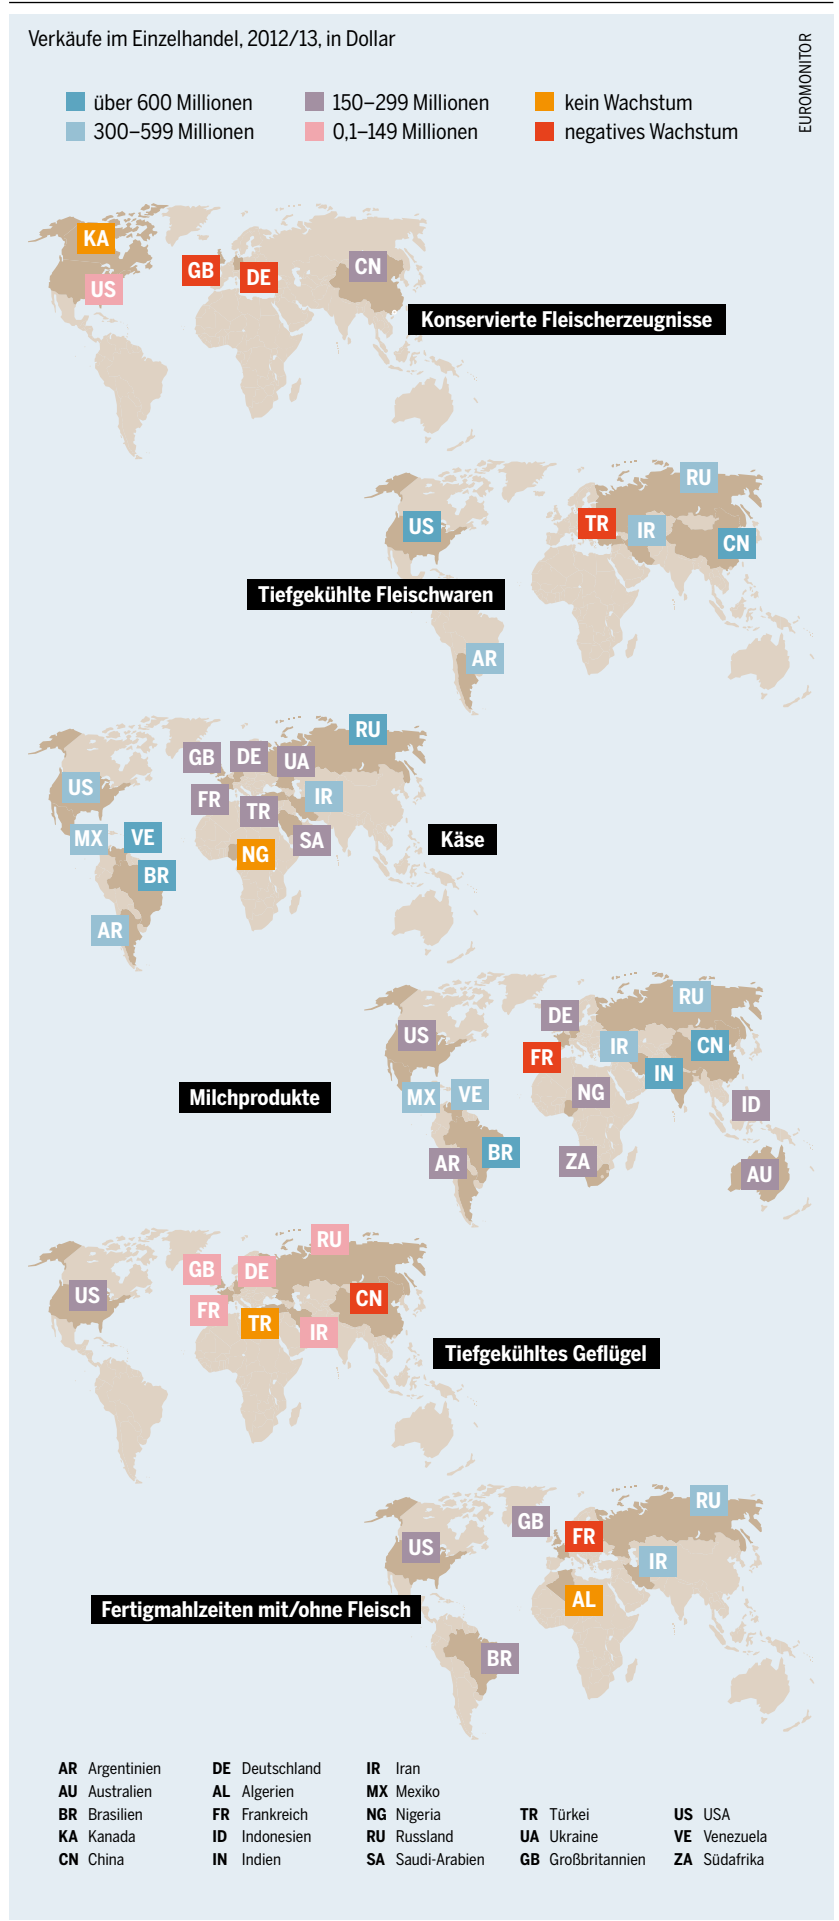 Verkäufe im Einzelhandel, 2012/13, in Dollar
EUROMONITOR
über 600 Millionen
300–599 Millionen
150–299 Millionen
0,1–149 Millionen
kein Wachstum
negatives Wachstum
KA
US
GB
DE
CN
Konservierte Fleischerzeugnisse
RU
US
TR
IR
CN
Tiefgekühlte Fleischwaren
AR
RU
GB
DE
UA
US
FR
TR
IR
MX
VE
NG
SA
Käse
BR
AR
RU
DE
US
FR
IR
CN
IN
MX
VE
NG
ID
Milchprodukte
AR
BR
ZA
AU
RU
GB
DE
US
FR
TR
IR
CN
Tiefgekühltes Geflügel
RU
GB
US
FR
IR
AL
Fertigmahlzeiten mit/ohne Fleisch
BR
AR Argentinien
AU Australien
BR Brasilien
KA Kanada
CN China
DE Deutschland
AL Algerien
FR Frankreich
ID Indonesien
IN Indien
IR Iran
MX Mexiko
NG Nigeria
RU Russland
SA Saudi-Arabien
TR Türkei
UA Ukraine
GB Großbritannien
US USA
VE Venezuela
ZA Südafrika